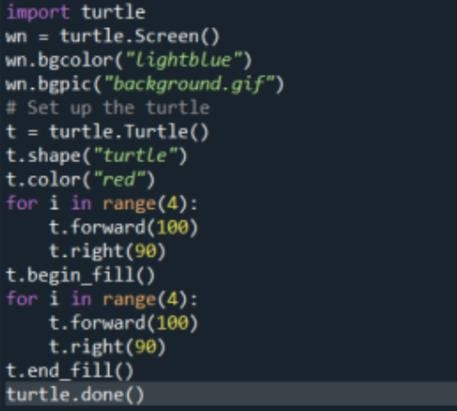 import turtle
wn = turtle.Screen()
wn.bgcolor("lightblue")
wn.bgpic("background.gif")
# Set up the turtle
t = turtle.Turtle()
t.shape("turtle")
t.color("red")
for i in range(4):
    t.forward(100)
    t.right(90)
t.begin_fill()
for i in range(4):
    t.forward(100)
    t.right(90)
t.end_fill()
turtle.done()